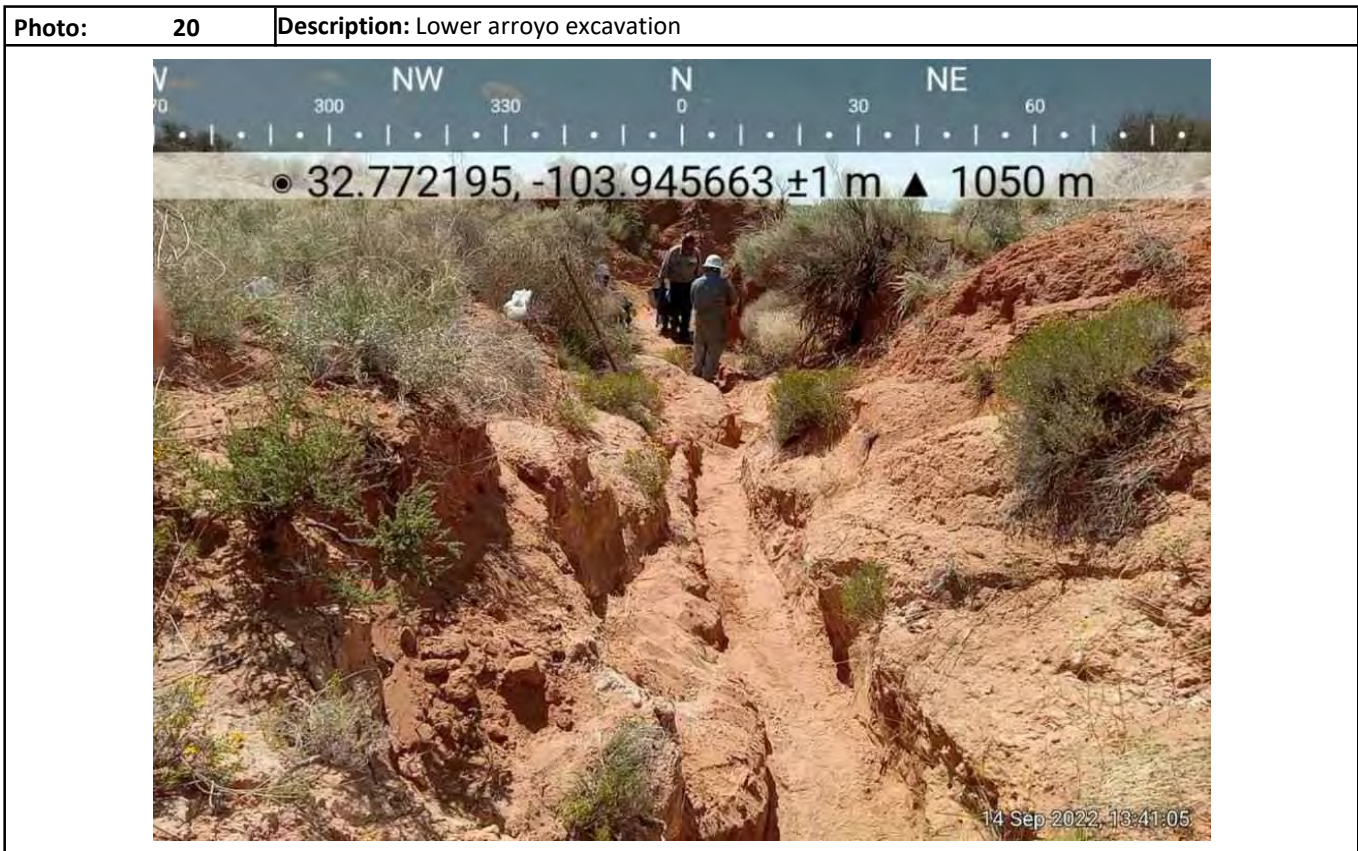 Photo: 20 Description: Lower arroyo excavation
NW N NE
300 330 0 30 60
32.772195, -103.945663 ±1 m ▲ 1050 m
14 Sep 2022, 13:41:05